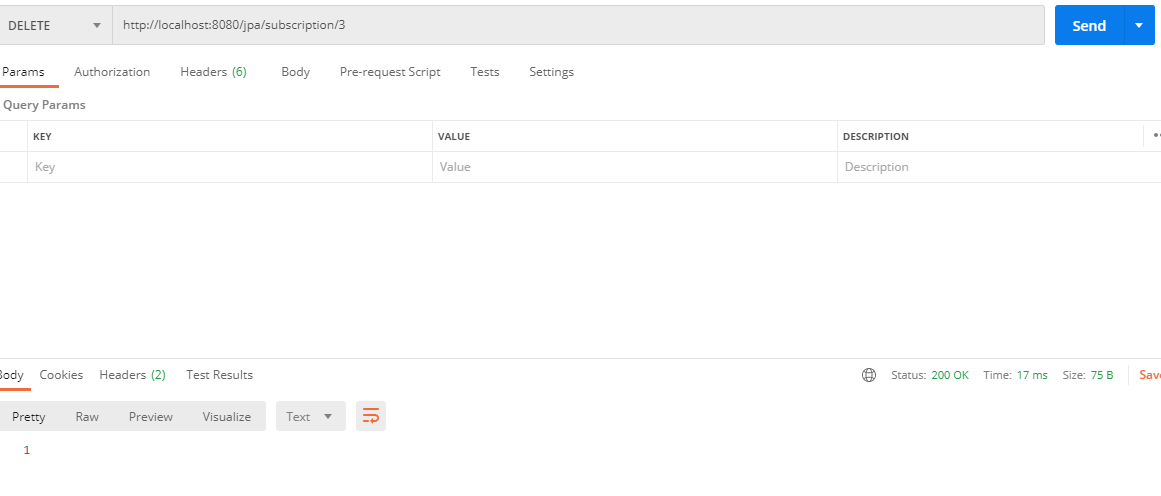 DELETE http://localhost:8080/jpa/subscription/3 Send
Params Authorization Headers (6) Body Pre-request Script Tests Settings
Query Params
KEY VALUE DESCRIPTION
Key Value Description
Body Cookies Headers (2) Test Results Status: 200 OK Time: 17 ms Size: 75 B Save
Pretty Raw Preview Visualize Text
1